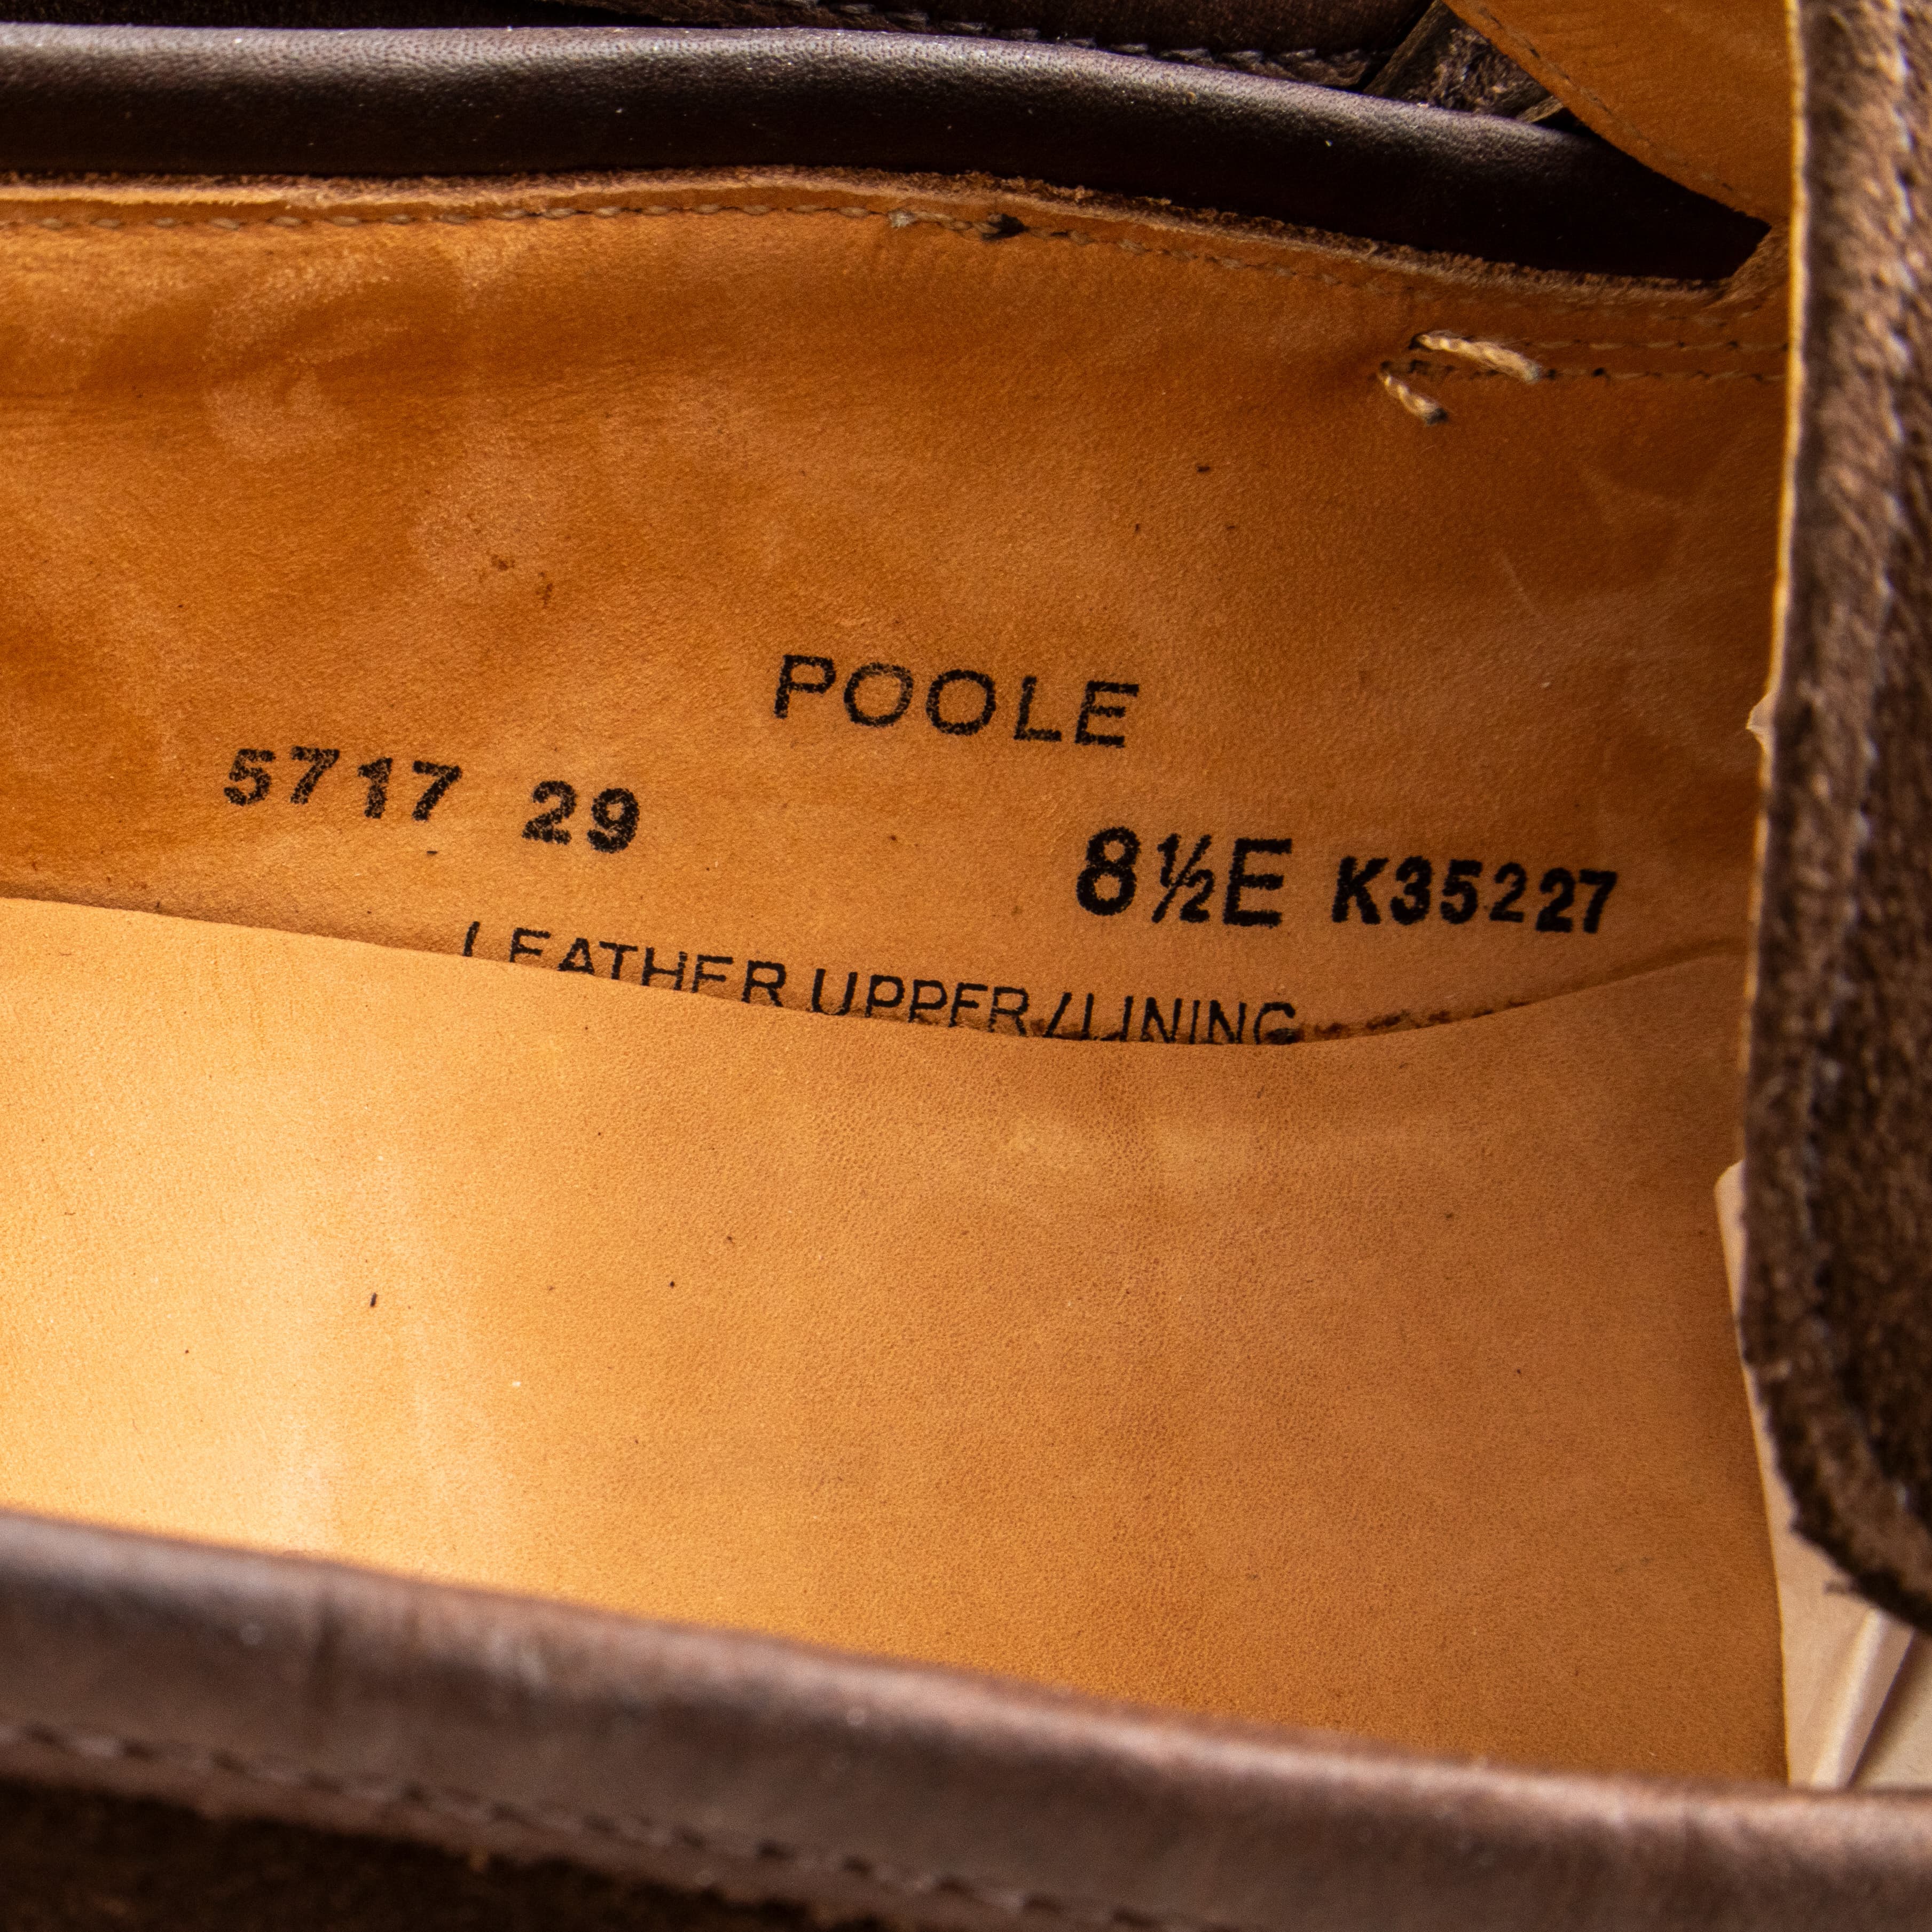 POOLE
5717 29 8½E K35227
LEATHER UPPER/LINING